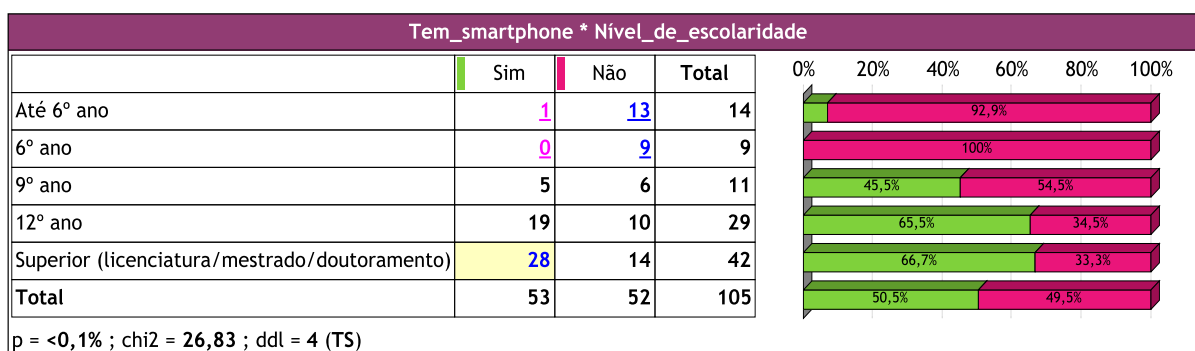 Tem_smartphone * Nível_de_escolaridade
Sim Não Total 0% 20% 40% 60% 80% 100%
Até 6º ano 1 13 14 92,9%
6º ano 0 9 9 100%
9º ano 5 6 11 45,5% 54,5%
12º ano 19 10 29 65,5% 34,5%
Superior (licenciatura/mestrado/doutoramento) 28 14 42 66,7% 33,3%
Total 53 52 105 50,5% 49,5%
p = <0,1% ; chi2 = 26,83 ; ddl = 4 (TS)